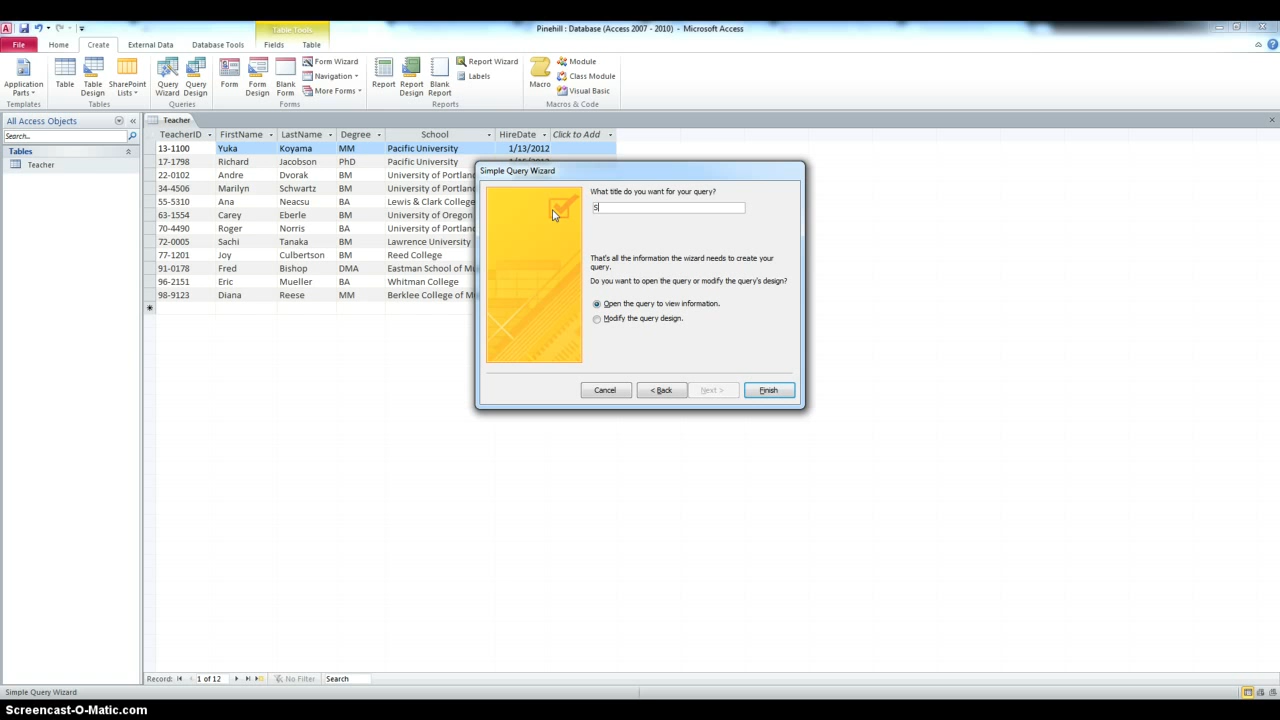 Table Tools
Pinehill : Database (Access 2007 - 2010) - Microsoft Access
File Home Create External Data Database Tools Fields Table
Application Parts
Table
Table Design
SharePoint Lists
Query Wizard
Query Design
Form
Form Design
Blank Form
Form Wizard
Navigation
More Forms
Report
Report Design
Blank Report
Report Wizard
Labels
Macro
Module
Class Module
Visual Basic
Templates Tables Queries Forms Reports Macros & Code
All Access Objects
Search...
Tables
Teacher
Teacher
TeacherID FirstName LastName Degree School HireDate Click to Add
13-1100 Yuka Koyama MM Pacific University 1/13/2012
17-1798 Richard Jacobson PhD Pacific University
22-0102 Andre Dvorak BM University of Portlan
34-4506 Marilyn Schwartz BM University of Portlan
55-5310 Ana Neacsu BA Lewis & Clark College
63-1554 Carey Eberle BM University of Oregon
70-4490 Roger Norris BA University of Portlan
72-0005 Sachi Tanaka BM Lawrence University
77-1201 Joy Culbertson BM Reed College
91-0178 Fred Bishop DMA Eastman School of Mu
96-2151 Eric Mueller BA Whitman College
98-9123 Diana Reese MM Berklee College of M
Simple Query Wizard
What title do you want for your query?
S
That's all the information the wizard needs to create your
query.
Do you want to open the query or modify the query's design?
Open the query to view information.
Modify the query design.
Cancel < Back Next > Finish
Record: 1 of 12 No Filter Search
Simple Query Wizard
Screencast-O-Matic.com